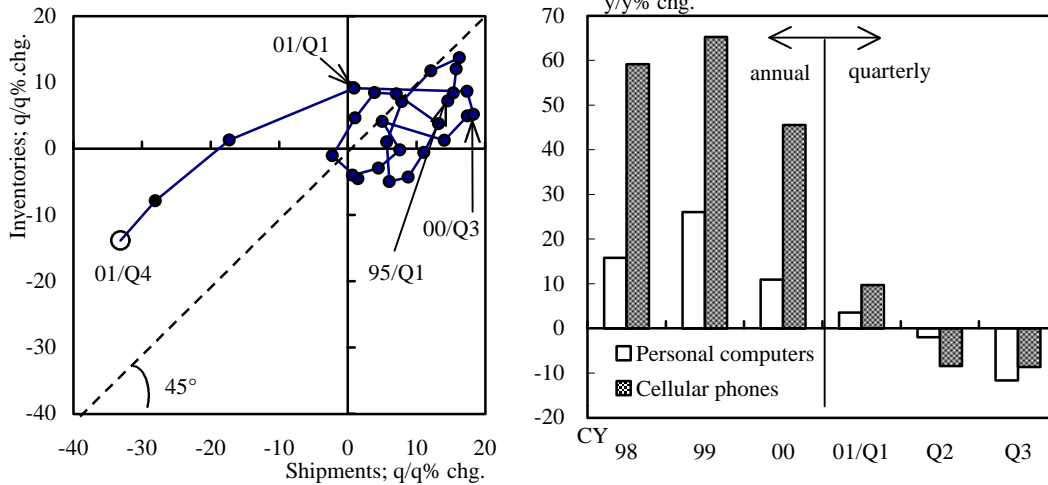 Inventories; q/q%.chg.
20
10
0
-10
-20
-30
-40
01/Q1
00/Q3
95/Q1
01/Q4
45°
-40 -30 -20 -10 0 10 20
Shipments; q/q% chg.
y/y% chg.
70
60
50
40
30
20
10
0
-10
-20
annual quarterly
Personal computers
Cellular phones
CY
98 99 00 01/Q1 Q2 Q3